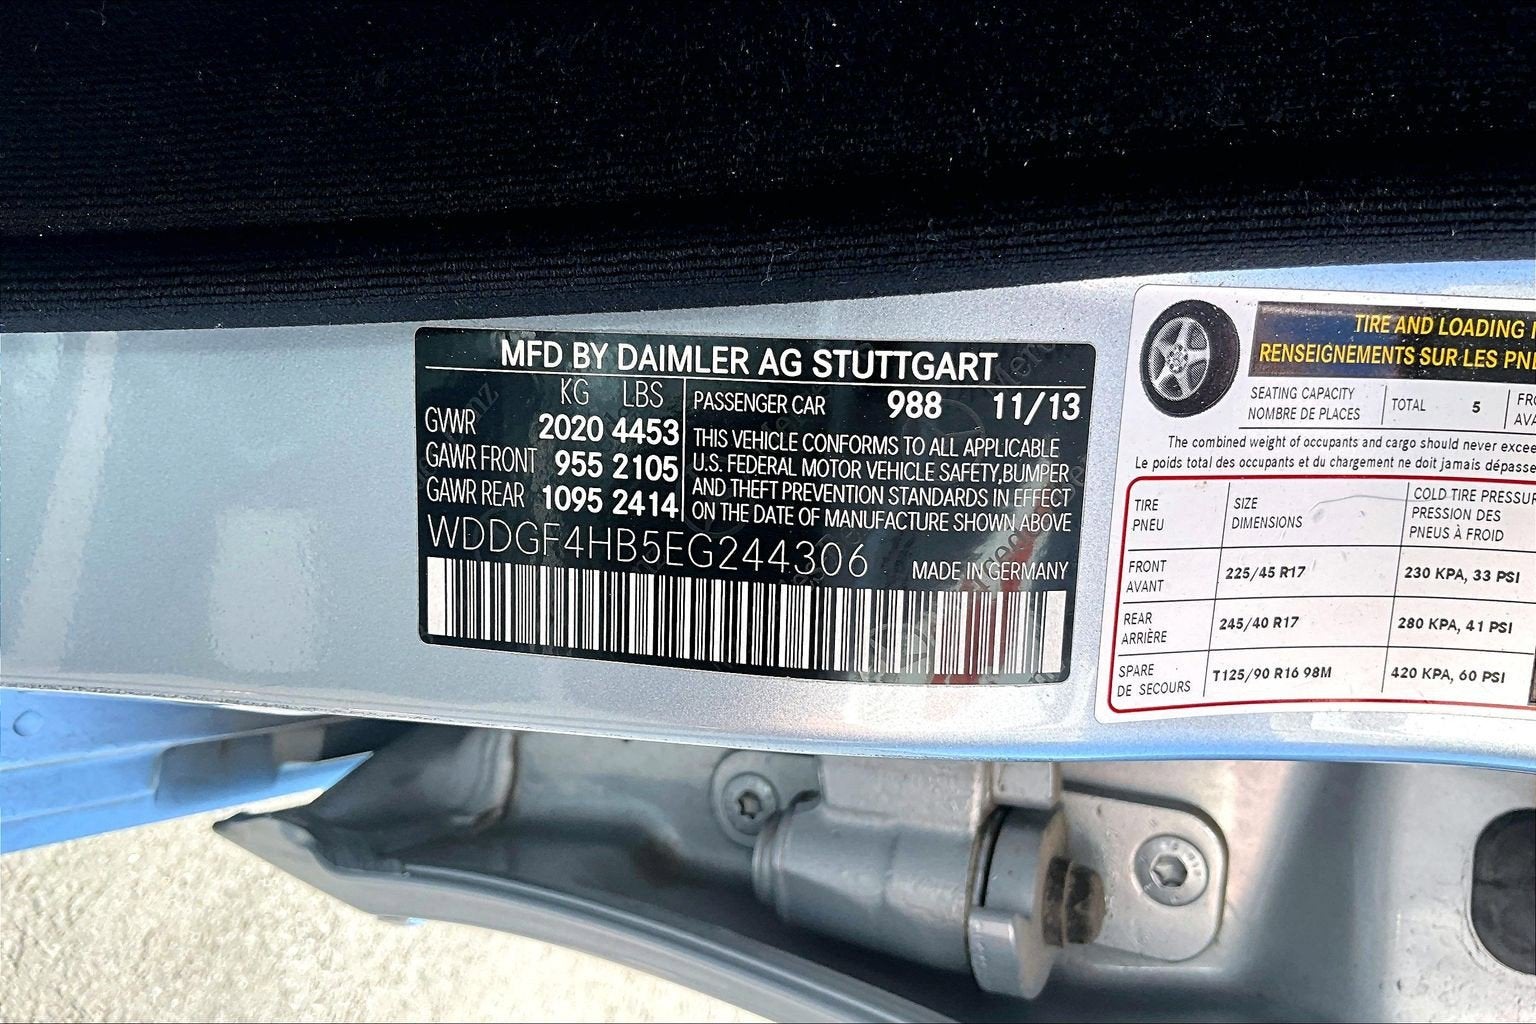 MFD BY DAIMLER AG STUTTGART
KG LBS
GVWR 2020 4453
GAWR FRONT 955 2105
GAWR REAR 1095 2414
PASSENGER CAR 988 11/13
THIS VEHICLE CONFORMS TO ALL APPLICABLE
U.S. FEDERAL MOTOR VEHICLE SAFETY, BUMPER
AND THEFT PREVENTION STANDARDS IN EFFECT
ON THE DATE OF MANUFACTURE SHOWN ABOVE
WDDGF4HB5EG244306
MADE IN GERMANY
TIRE AND LOADING
RENSEIGNEMENTS SUR LES
SEATING CAPACITY
NOMBRE DE PLACES
TOTAL 5
The combined weight of occupants and cargo should never
Le poids total des occupants et du chargement ne doit jamais
TIRE
PNEU
SIZE
DIMENSIONS
COLD TIRE
PRESSION DES
PNEUS À FROID
FRONT
AVANT
225/45 R17
230 KPA, 33 PSI
REAR
ARRIÈRE
245/40 R17
280 KPA, 41 PSI
SPARE
DE SECOURS
T125/90 R16 98M
420 KPA, 60 PSI